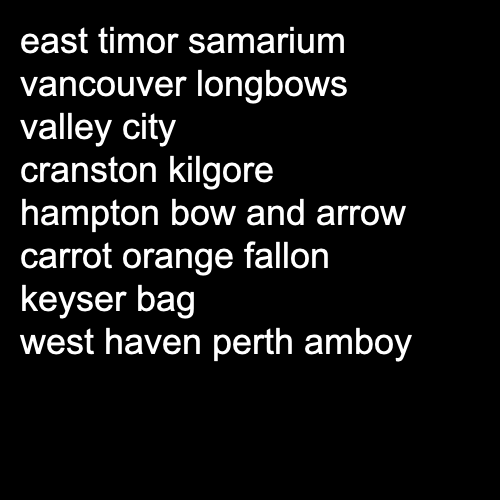 east timor samarium
vancouver longbows
valley city
cranston kilgore
hampton bow and arrow
carrot orange fallon
keyser bag
west haven perth amboy